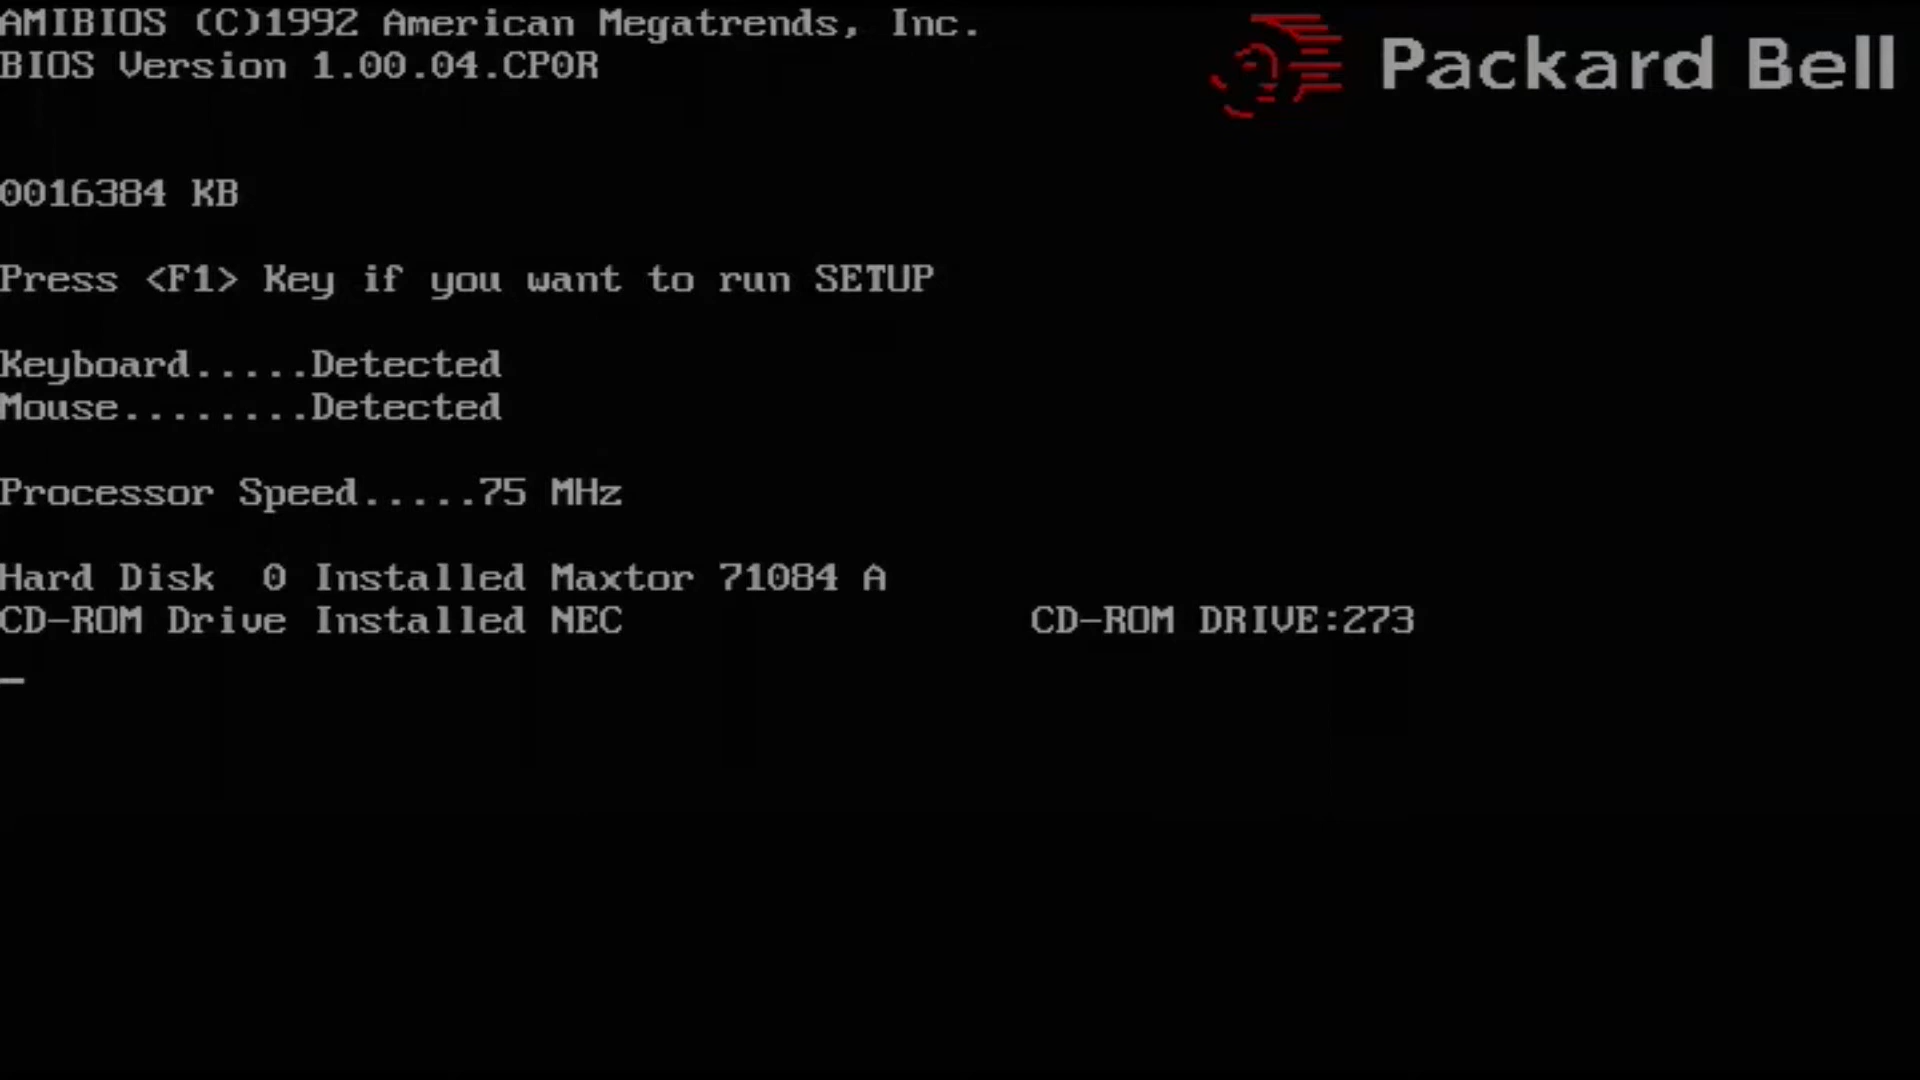 AMIBIOS (C)1992 American Megatrends, Inc.
BIOS Version 1.00.04.CP0R
Packard Bell
0016384 KB
Press <F1> Key if you want to run SETUP
Keyboard.....Detected
Mouse........Detected
Processor Speed.....75 MHz
Hard Disk  0 Installed Maxtor 71084 A
CD-ROM Drive Installed NEC                 CD-ROM DRIVE:273
_